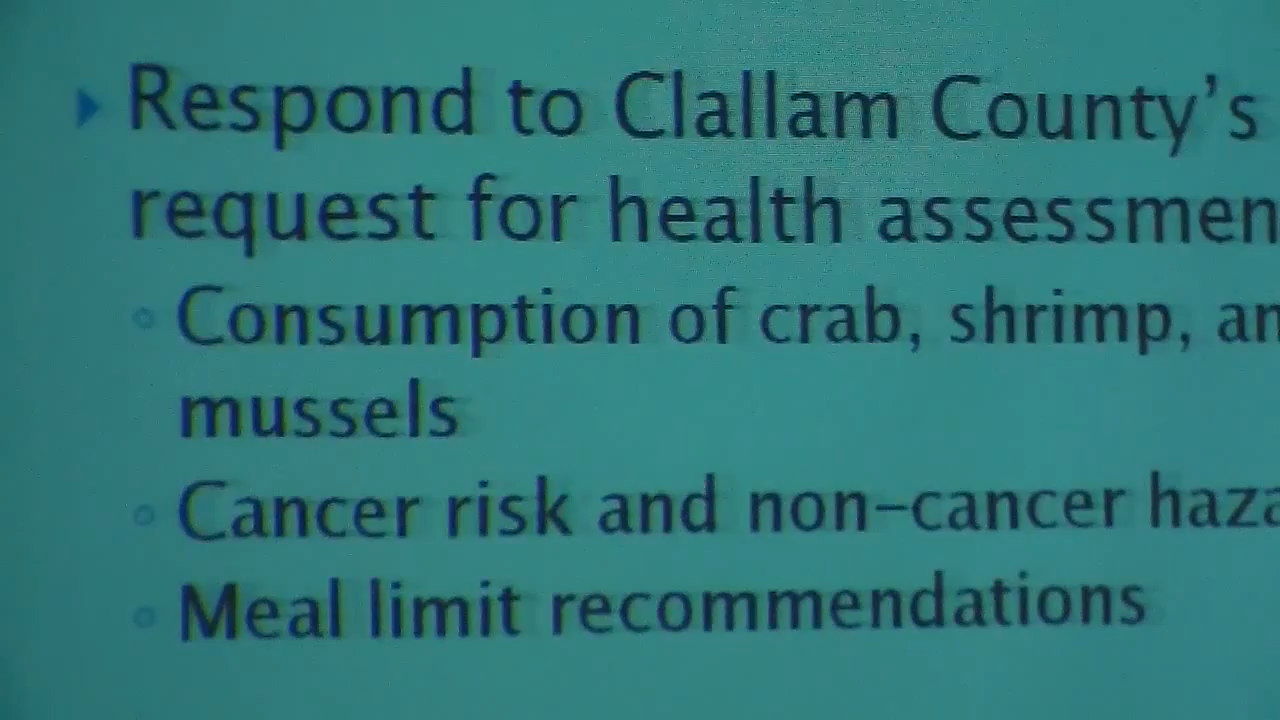 Respond to Clallam County's
request for health assessmen
Consumption of crab, shrimp, an
mussels
Cancer risk and non-cancer haza
Meal limit recommendations